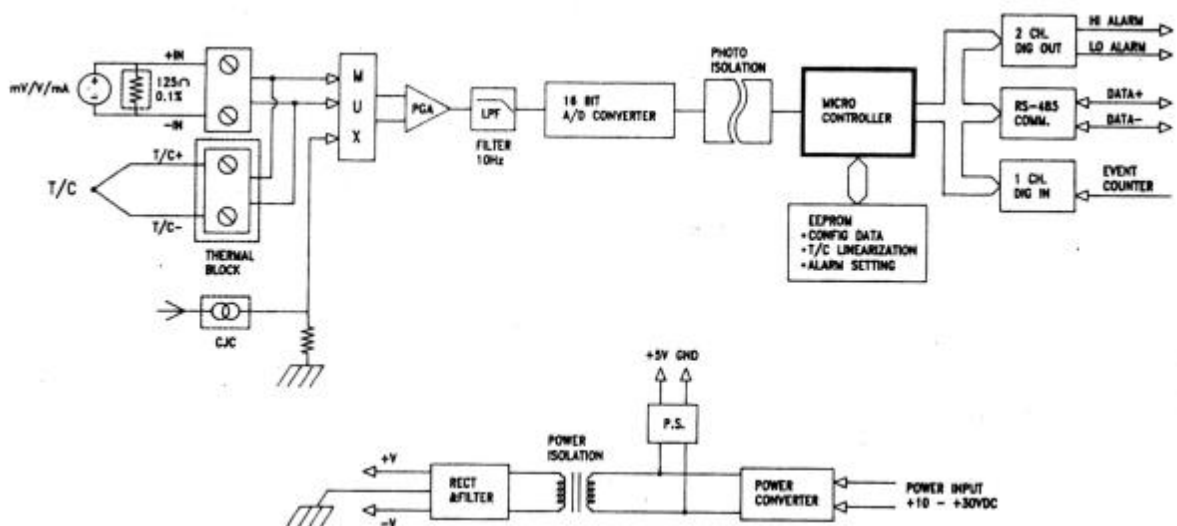 mV/V/mA
+IN
125Ω
0.1%
-IN
T/C
T/C+
T/C-
THERMAL
BLOCK
CJC
M
U
X
PGA
LPF
FILTER
10Hz
16 BIT
A/D CONVERTER
PHOTO
ISOLATION
MICRO
CONTROLLER
EEPROM
•CONFIG DATA
•T/C LINEARIZATION
•ALARM SETTING
2 CH.
DIG OUT
HI ALARM
LO ALARM
RS-485
COMM.
DATA+
DATA-
1 CH.
DIG IN
EVENT
COUNTER
+5V GND
P.S.
POWER
ISOLATION
+V
-V
RECT
&FILTER
POWER
CONVERTER
POWER INPUT
+10 - +30VDC